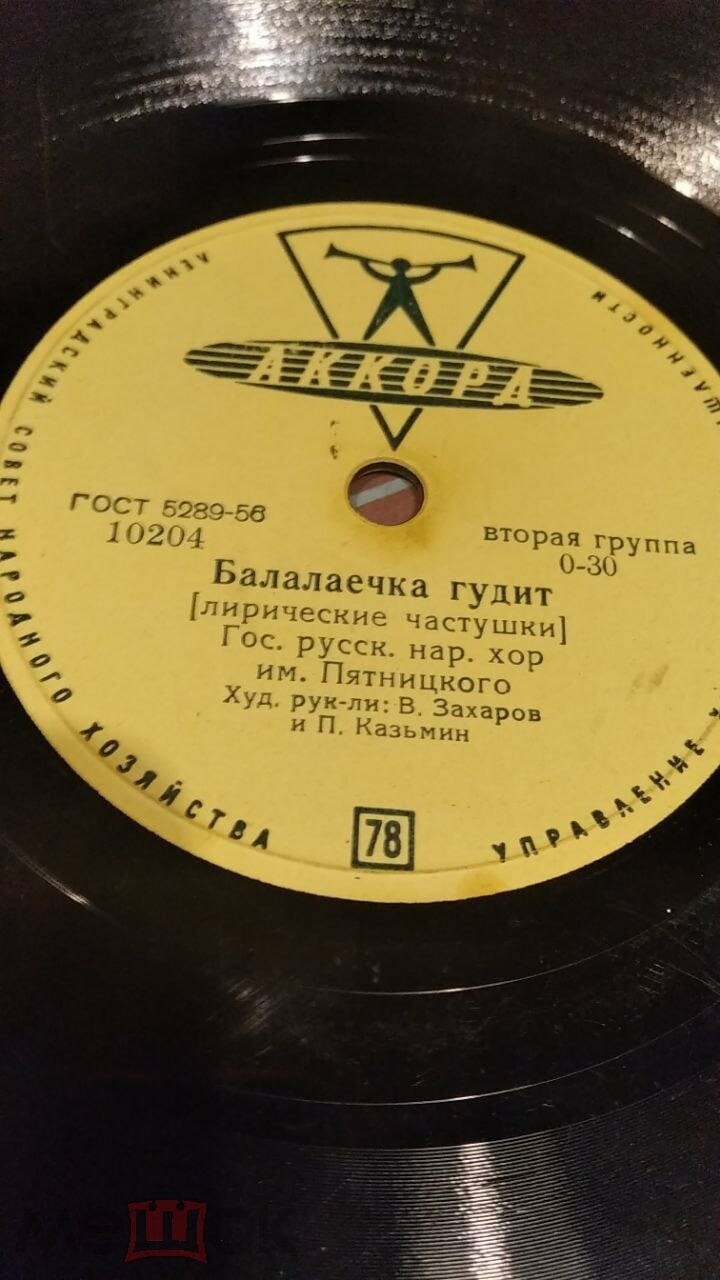 АККОРД
ЛЕНИНГРАДСКИЙ СОВЕТ НАРОДНОГО ХОЗЯЙСТВА
УПРАВЛЕНИЕ
ГОСТ 5289-56
10204
вторая группа
0-30
Балалаечка гудит
[лирические частушки]
Гос. русск. нар. хор
им. Пятницкого
Худ. рук-ли: В. Захаров
и П. Казьмин
78
мешок